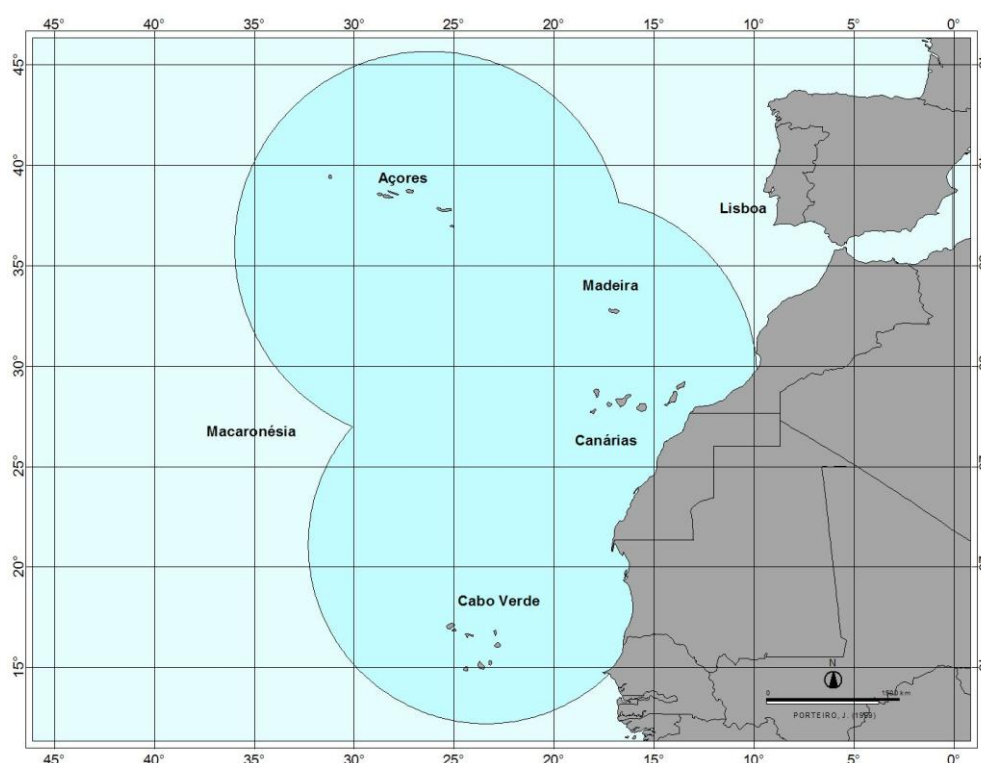 45° 40° 35° 30° 25° 20° 15° 10° 5° 0°
45°
40°
Açores
Lisboa
35°
Madeira
30°
Macaronésia
Canárias
25°
20°
Cabo Verde
15°
N
0
PORTEIRO, J.
45° 40° 35° 30° 25° 20° 15° 10° 5° 0°